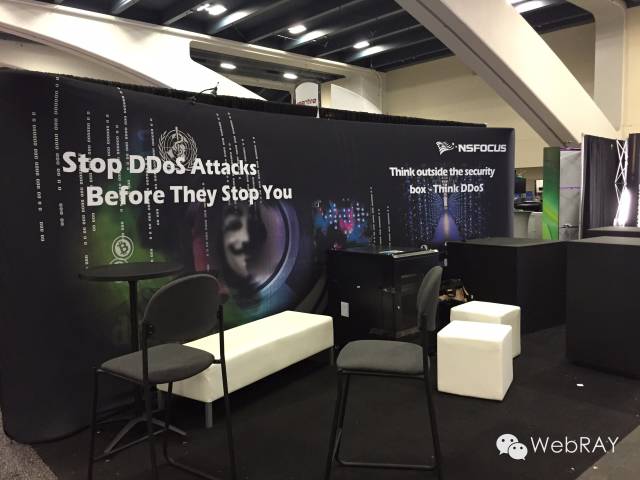 NSFOCUS
Stop DDoS Attacks
Before They Stop You
Think outside the security
box - Think DDoS
WebRAY